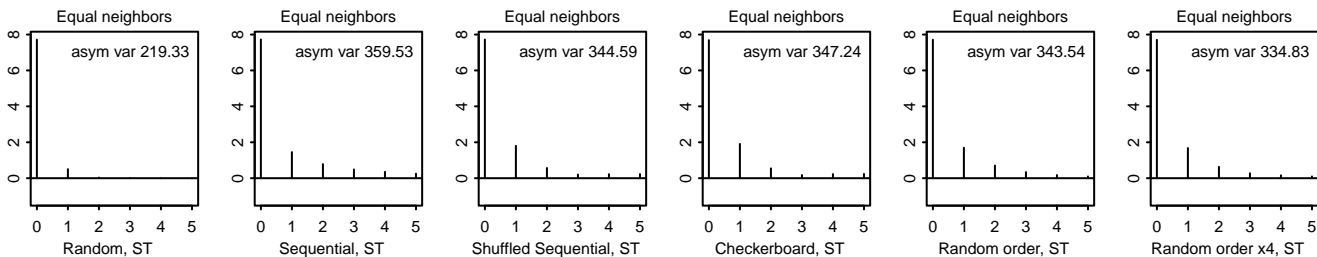 Equal neighbors
asym var 219.33
8
6
4
2
0
0 1 2 3 4 5
Random, ST
Equal neighbors
asym var 359.53
8
6
4
2
0
0 1 2 3 4 5
Sequential, ST
Equal neighbors
asym var 344.59
8
6
4
2
0
0 1 2 3 4 5
Shuffled Sequential, ST
Equal neighbors
asym var 347.24
8
6
4
2
0
0 1 2 3 4 5
Checkerboard, ST
Equal neighbors
asym var 343.54
8
6
4
2
0
0 1 2 3 4 5
Random order, ST
Equal neighbors
asym var 334.83
8
6
4
2
0
0 1 2 3 4 5
Random order x4, ST